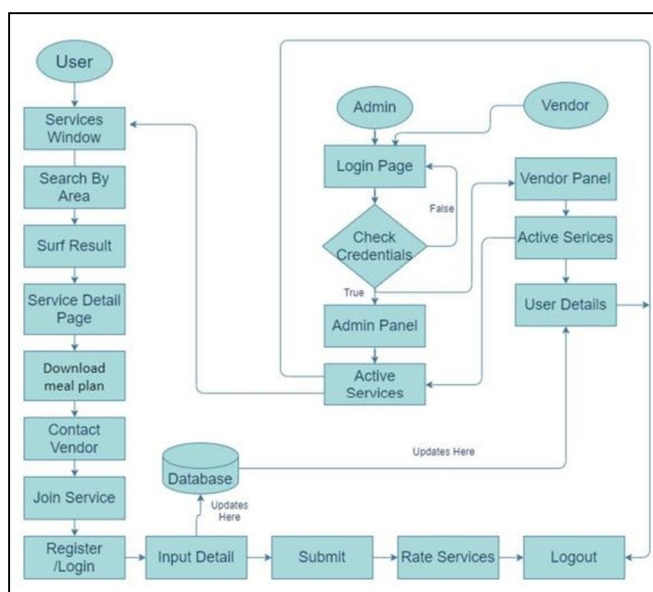 User
Services
Window
Search By
Area
Surf Result
Service Detail
Page
Download
meal plan
Contact
Vendor
Join Service
Register
/Login
Input Detail
Submit
Rate Services
Logout
Database
Updates
Here
Updates Here
Admin
Vendor
Login Page
False
Check
Credentials
True
Admin Panel
Active
Services
Vendor Panel
Active Serices
User Details